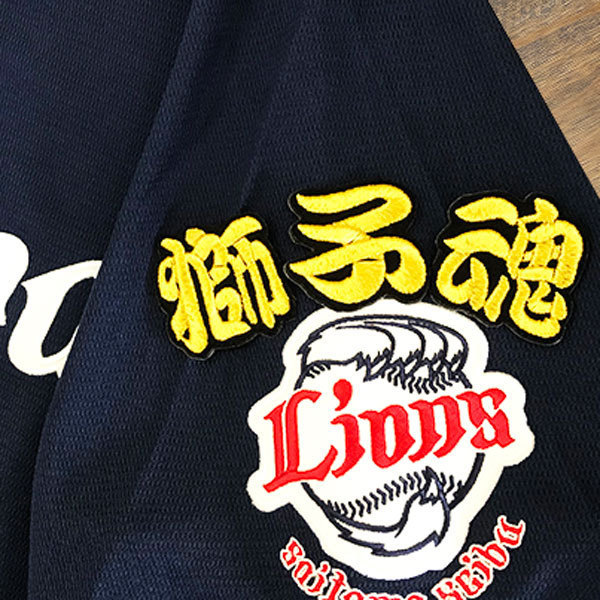 獅子魂
Lions
saitama seibu